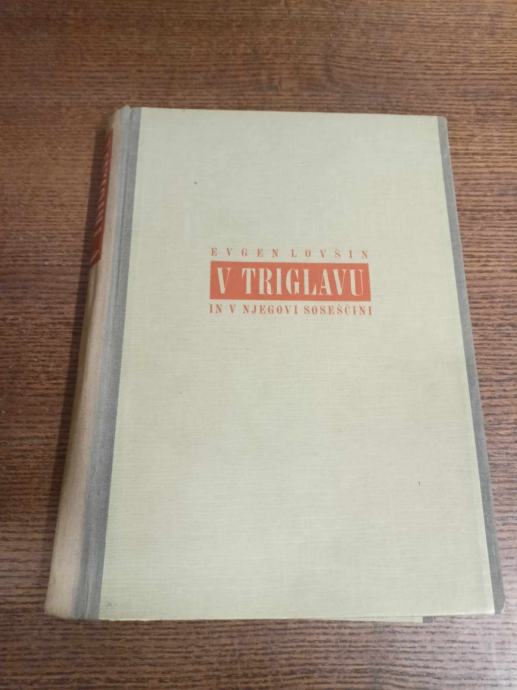 EVGEN LOVŠIN
V TRIGLAVU
IN V NJEGOVI SOSEŠČINI